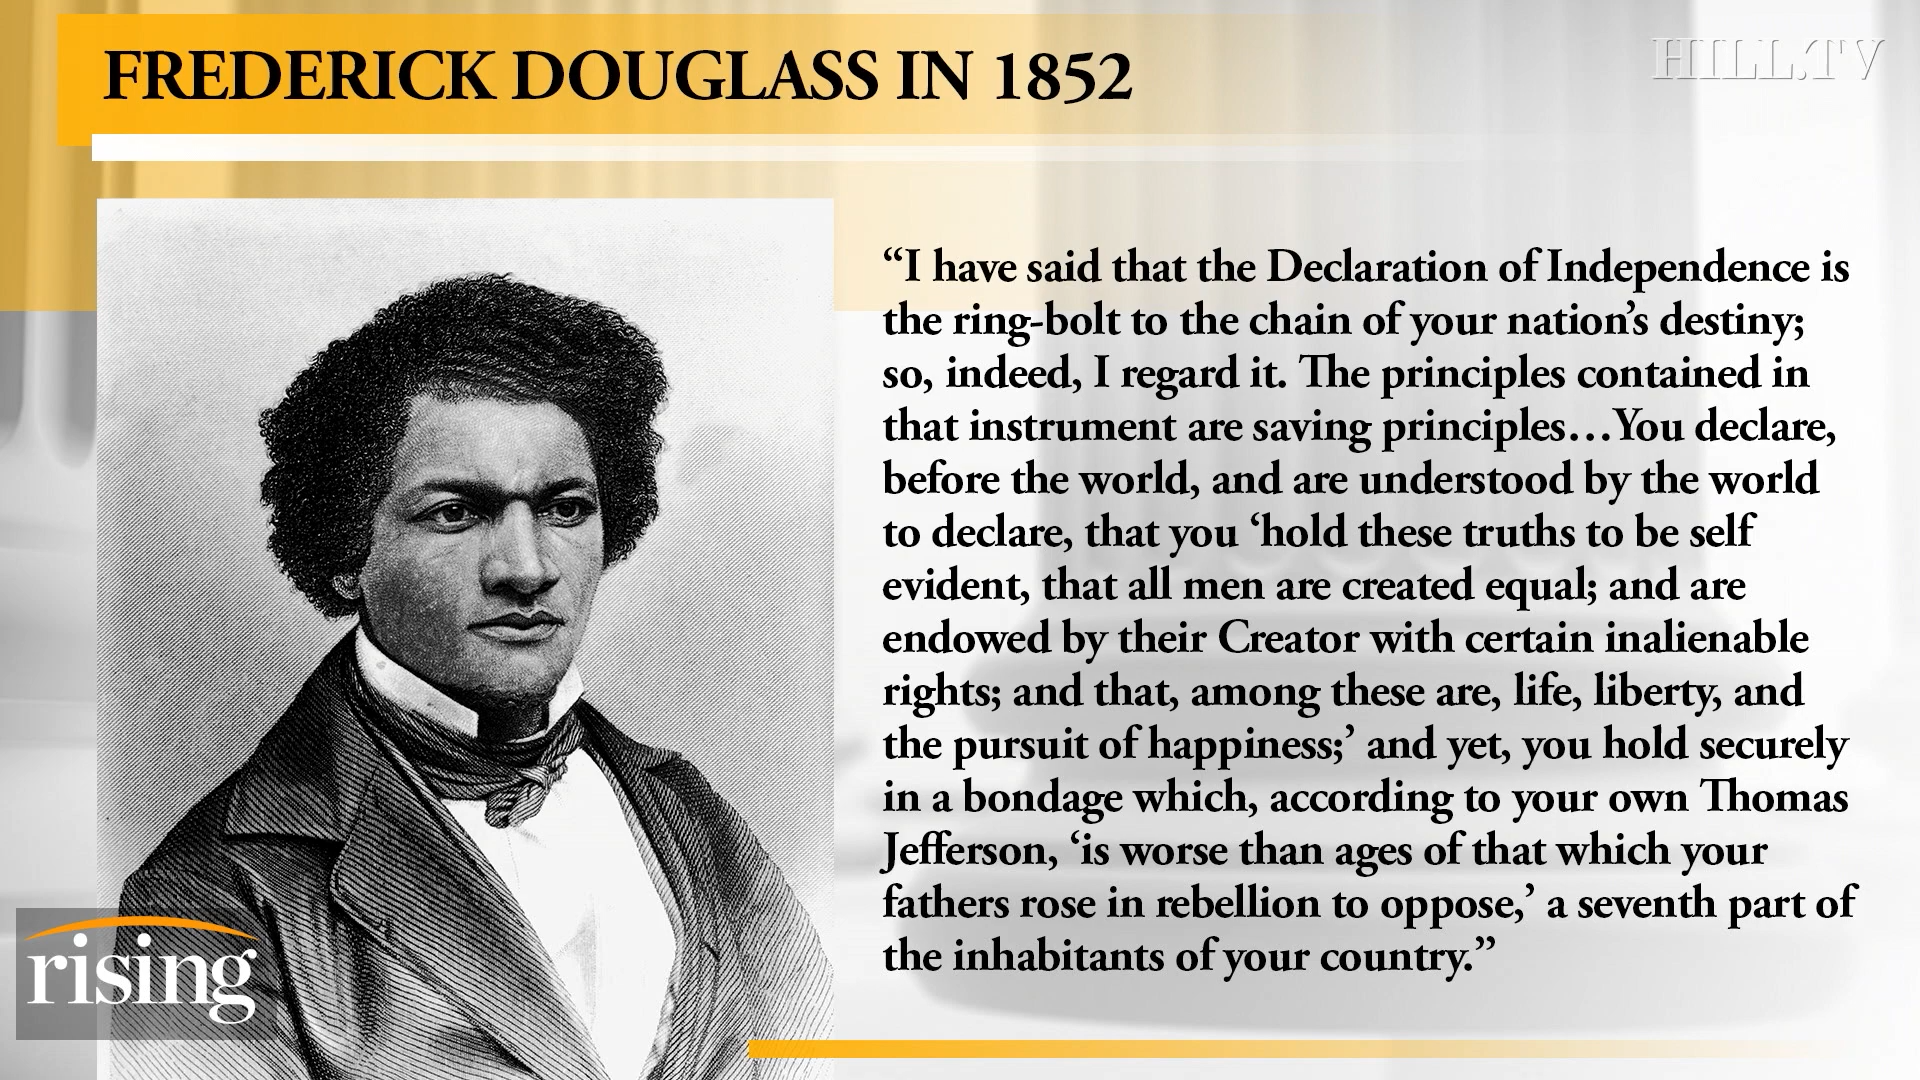 FREDERICK DOUGLASS IN 1852
HILL.TV
“I have said that the Declaration of Independence is
the ring-bolt to the chain of your nation’s destiny;
so, indeed, I regard it. The principles contained in
that instrument are saving principles…You declare,
before the world, and are understood by the world
to declare, that you ‘hold these truths to be self
evident, that all men are created equal; and are
endowed by their Creator with certain inalienable
rights; and that, among these are, life, liberty, and
the pursuit of happiness;’ and yet, you hold securely
in a bondage which, according to your own Thomas
Jefferson, ‘is worse than ages of that which your
fathers rose in rebellion to oppose,’ a seventh part of
the inhabitants of your country.”
rising